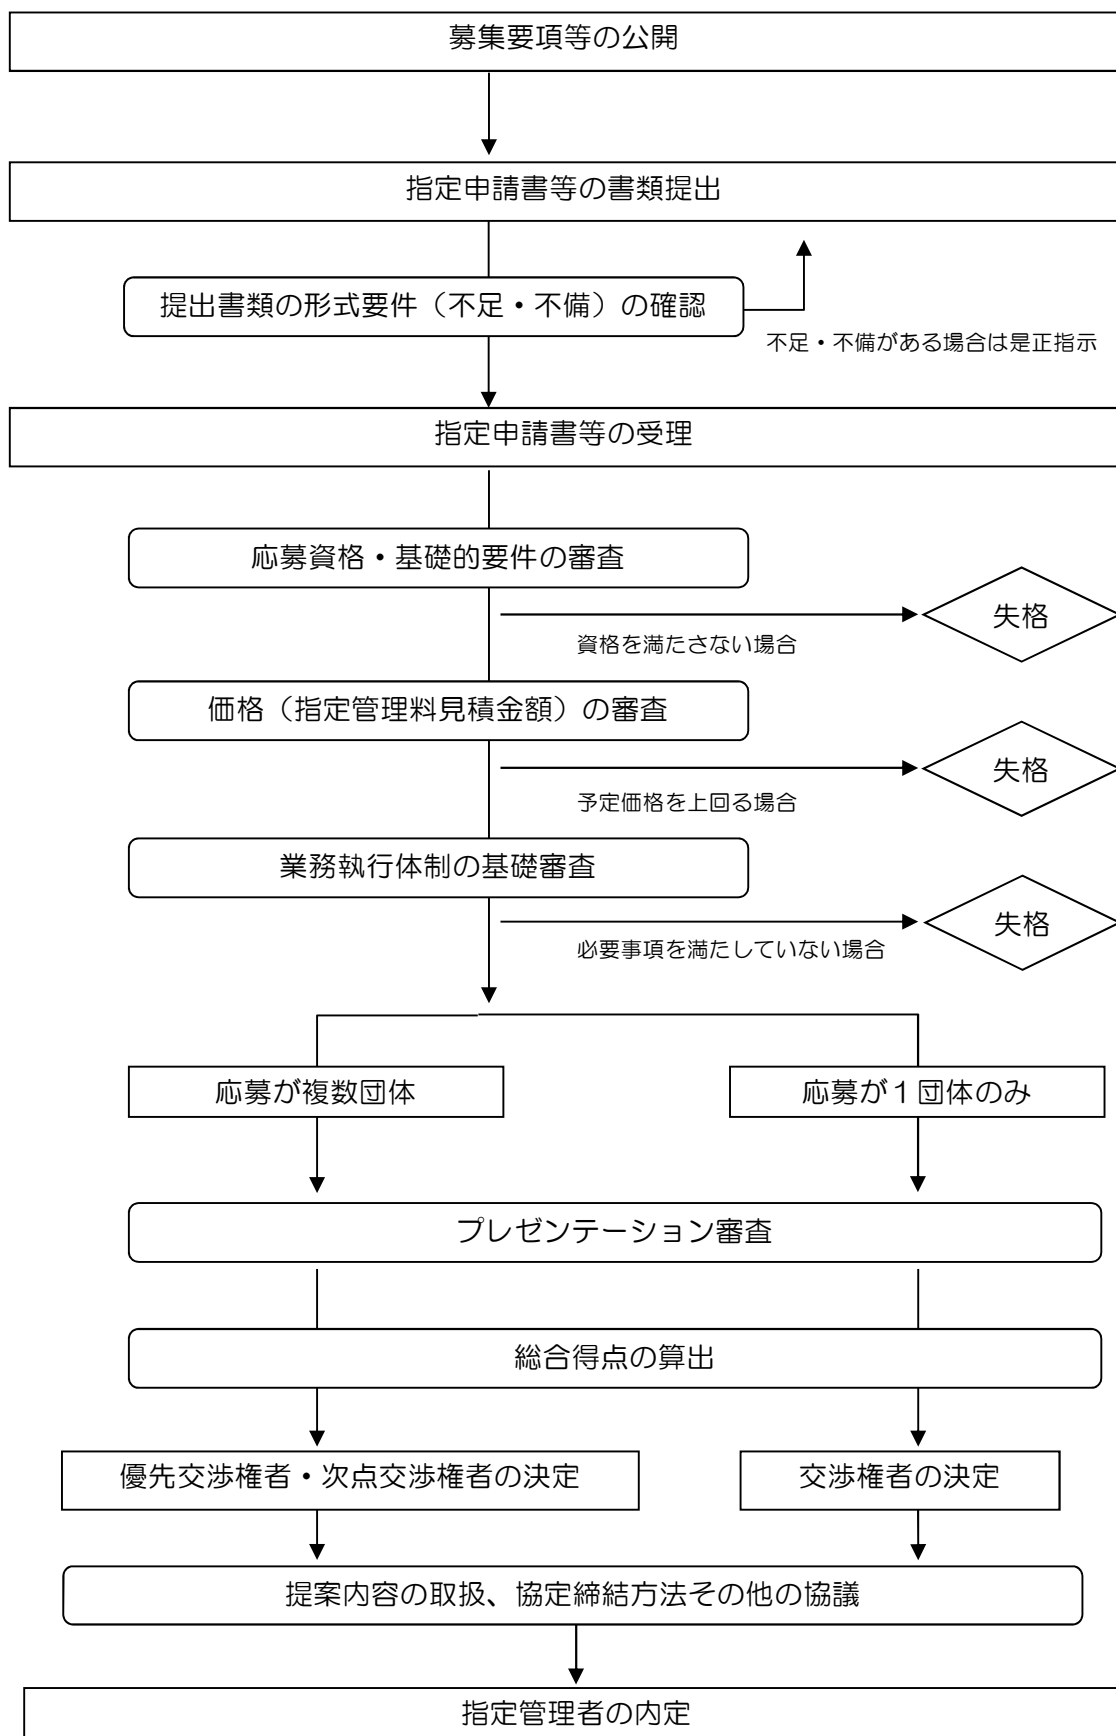 募集要項等の公開
指定申請書等の書類提出
提出書類の形式要件（不足・不備）の確認
不足・不備がある場合は是正指示
指定申請書等の受理
応募資格・基礎的要件の審査
失格
資格を満たさない場合
価格（指定管理料見積金額）の審査
失格
予定価格を上回る場合
業務執行体制の基礎審査
失格
必要事項を満たしていない場合
応募が複数団体
応募が１団体のみ
プレゼンテーション審査
総合得点の算出
優先交渉権者・次点交渉権者の決定
交渉権者の決定
提案内容の取扱、協定締結方法その他の協議
指定管理者の内定